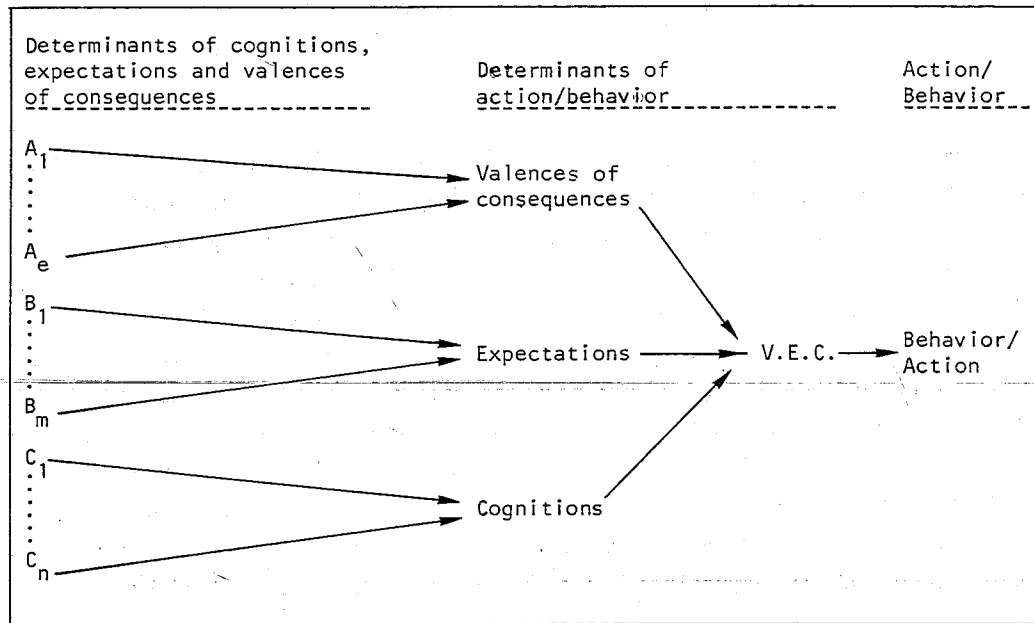 Determinants of cognitions,
expectations and valences
of consequences
Determinants of
action/behavior
Action/
Behavior
A1
Valences of
consequences
Ae
B1
Expectations
V.E.C.
Behavior/
Action
Bm
C1
Cognitions
Cn